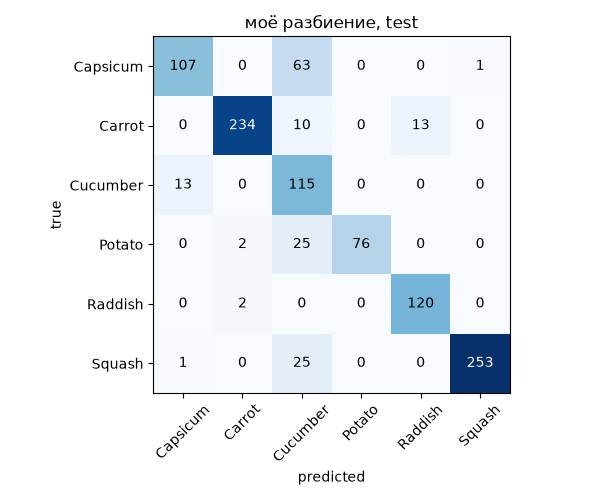 моё разбиение, test
Capsicum 107 0 63 0 0 1
Carrot 0 234 10 0 13 0
Cucumber 13 0 115 0 0 0
Potato 0 2 25 76 0 0
Raddish 0 2 0 0 120 0
Squash 1 0 25 0 0 253
true
Capsicum Carrot Cucumber Potato Raddish Squash
predicted